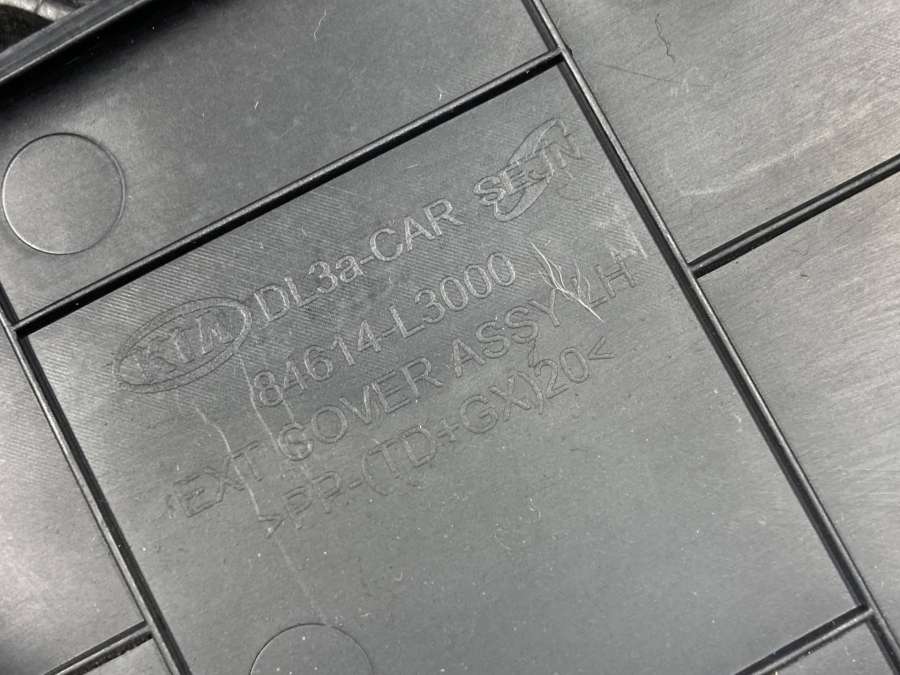 KIA DL3a-CAR SEJIN
84614-L3000
EXT COVER ASSY LH
>PP-(TD+GX)20<